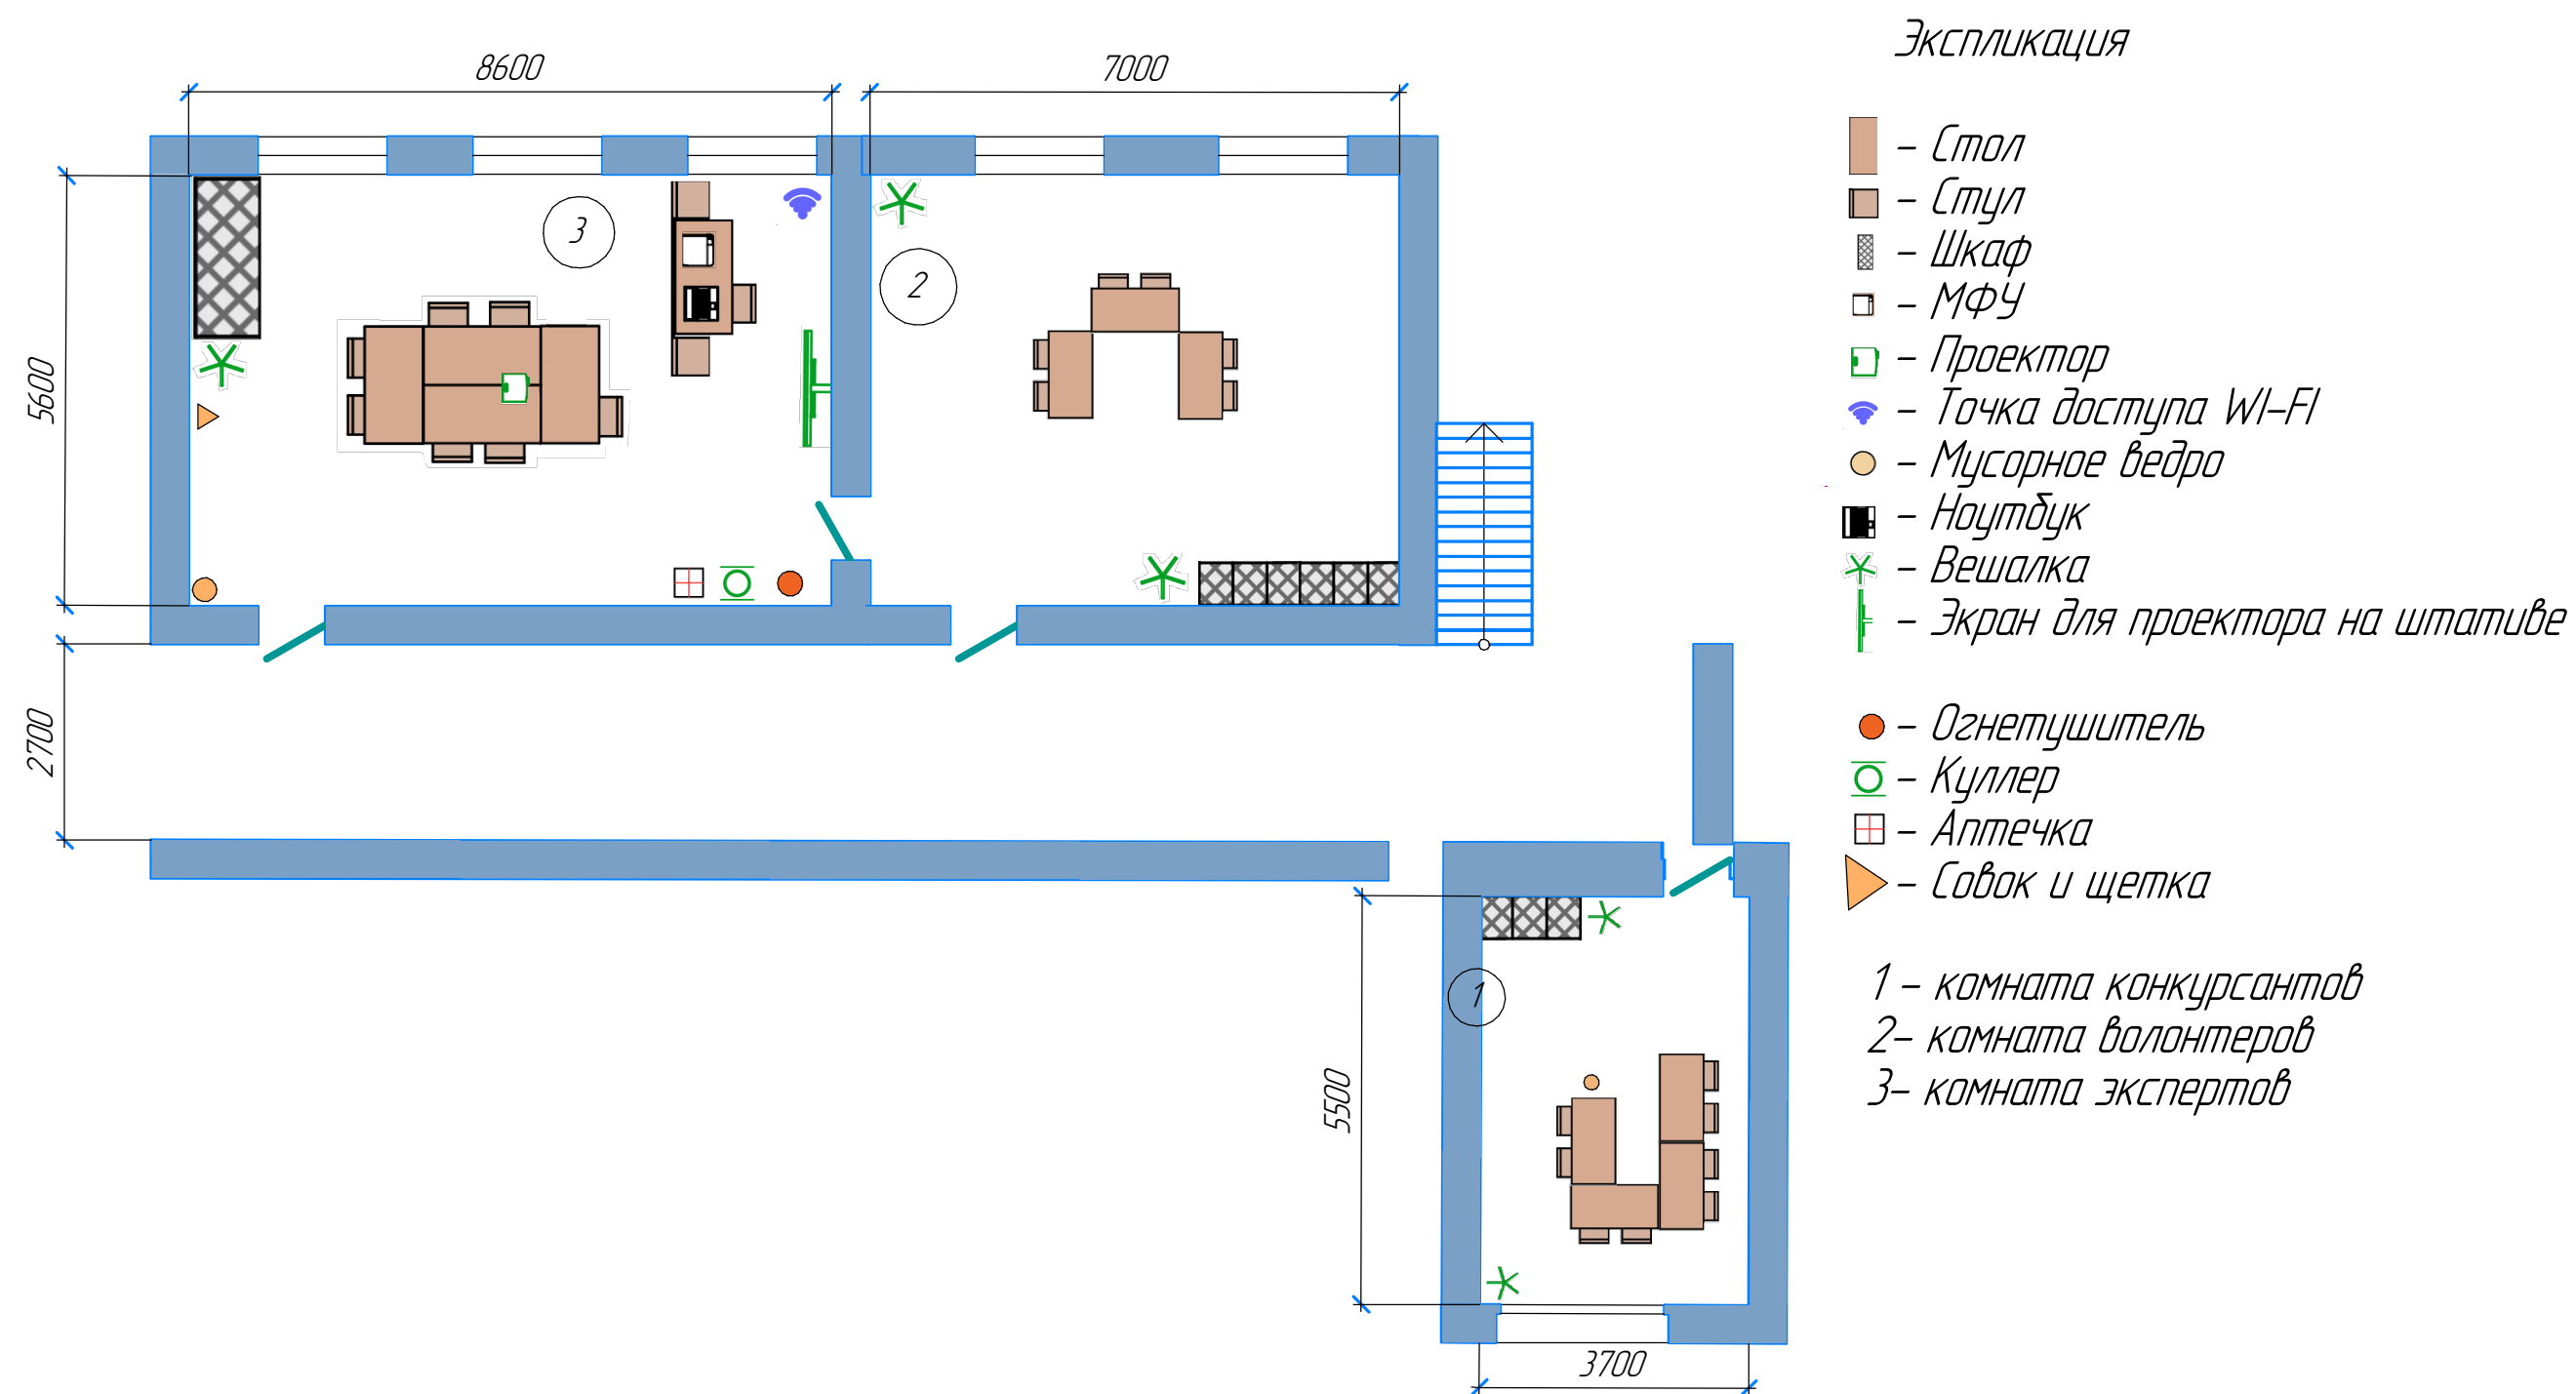 Экспликация
8600
7000
– Стол
– Стул
– Шкаф
– МФУ
– Проектор
– Точка доступа WI-FI
– Мусорное ведро
– Ноутбук
– Вешалка
– Экран для проектора на штативе
– Огнетушитель
– Куллер
– Аптечка
– Совок и щетка
1 – комната конкурсантов
2– комната волонтеров
3– комната экспертов
3
2
5600
2700
1
5500
3700